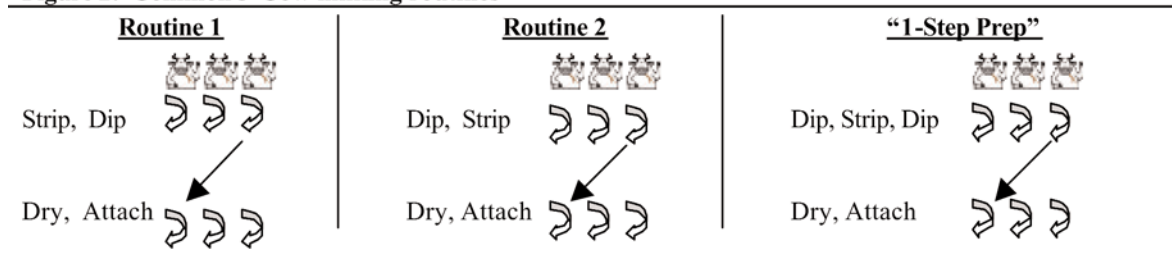 Routine 1
Strip, Dip
Dry, Attach
Routine 2
Dip, Strip
Dry, Attach
“1-Step Prep”
Dip, Strip, Dip
Dry, Attach